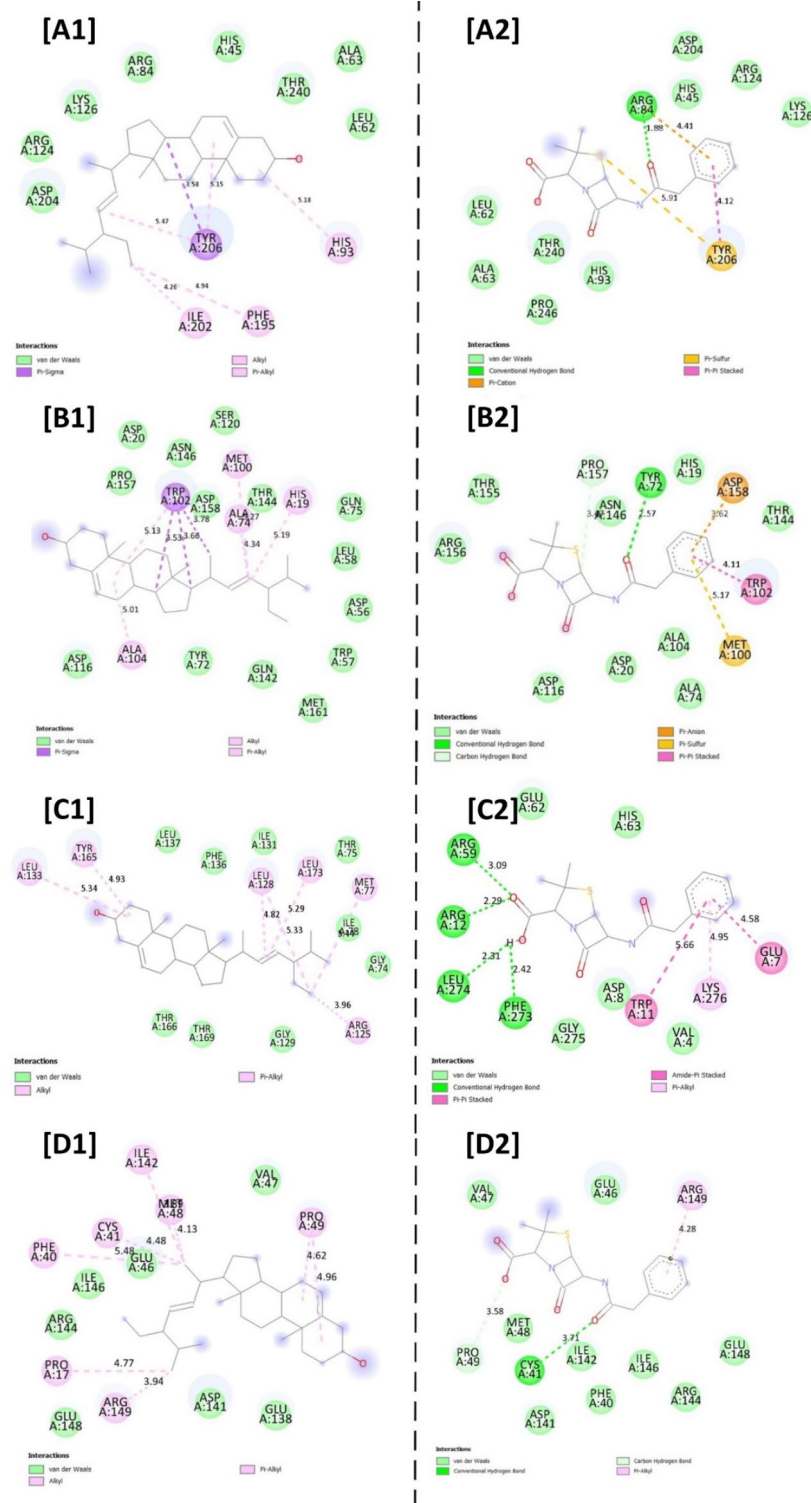 [A1]
HIS
A:45
ALA
A:63
ARG
A:84
THR
A:240
LYS
A:126
LEU
A:62
ARG
A:124
ASP
A:204
3.58
5.15
5.18
5.47
TYR
A:206
HIS
A:93
4.26
4.94
ILE
A:202
PHE
A:195
Interactions
van der Waals
Pi-Sigma
Alkyl
Pi-Alkyl
[A2]
ASP
A:204
ARG
A:124
ARG
A:84
HIS
A:45
LYS
A:126
1.88
4.41
O
O
H
S
N
O
N
5.91
4.12
LEU
A:62
THR
A:240
TYR
A:206
ALA
A:63
HIS
A:93
PRO
A:246
Interactions
van der Waals
Conventional Hydrogen Bond
Pi-Cation
Pi-Sulfur
Pi-Pi Stacked
[B1]
SER
A:120
ASP
A:20
ASN
A:146
MET
A:100
PRO
A:157
TRP
A:102
ASP
A:158
THR
A:144
HIS
A:19
GLN
A:75
ALA
A:74
3.78
5.13
3.53
3.66
4.34
5.19
LEU
A:58
5.01
ASP
A:56
ASP
A:116
ALA
A:104
TYR
A:72
GLN
A:142
TRP
A:57
MET
A:161
Interactions
van der Waals
Pi-Sigma
Alkyl
Pi-Alkyl
[B2]
PRO
A:157
TYR
A:72
HIS
A:19
THR
A:155
ASP
A:158
ASN
A:146
THR
A:144
2.57
3.62
ARG
A:156
O
O
S
N
O
N
4.11
5.17
TRP
A:102
MET
A:100
ALA
A:104
ASP
A:20
ASP
A:116
ALA
A:74
Interactions
van der Waals
Conventional Hydrogen Bond
Carbon Hydrogen Bond
Pi-Anion
Pi-Sulfur
Pi-Pi Stacked
[C1]
LEU
A:137
ILE
A:131
THR
A:75
TYR
A:165
PHE
A:136
LEU
A:173
LEU
A:133
LEU
A:128
MET
A:77
4.93
5.34
4.82
5.29
5.33
ILE
GLY
A:74
3.96
THR
A:166
THR
A:169
GLY
A:129
ARG
A:125
Interactions
van der Waals
Alkyl
Pi-Alkyl
[C2]
GLU
A:62
HIS
A:63
ARG
A:59
3.09
2.29
ARG
A:12
O
O
H
S
N
O
N
O
2.31
2.42
4.58
4.95
5.66
GLU
A:7
LEU
A:274
PHE
A:273
ASP
A:8
TRP
A:11
LYS
A:276
GLY
A:275
VAL
A:4
Interactions
van der Waals
Conventional Hydrogen Bond
Pi-Pi Stacked
Amide-Pi Stacked
Pi-Alkyl
[D1]
ILE
A:142
VAL
A:47
MET
A:48
PRO
A:49
CYS
A:41
4.13
4.48
5.48
4.62
4.96
PHE
A:40
GLU
A:46
ILE
A:146
ARG
A:144
PRO
A:17
4.77
3.94
GLU
A:148
ARG
A:149
ASP
A:141
GLU
A:138
Interactions
van der Waals
Alkyl
Pi-Alkyl
[D2]
VAL
A:47
GLU
A:46
ARG
A:149
4.28
O
O
S
N
O
N
O
3.58
MET
A:48
3.71
PRO
A:49
CYS
A:41
ILE
A:142
ILE
A:146
GLU
A:148
ASP
A:141
PHE
A:40
ARG
A:144
Interactions
van der Waals
Conventional Hydrogen Bond
Carbon Hydrogen Bond
Pi-Alkyl